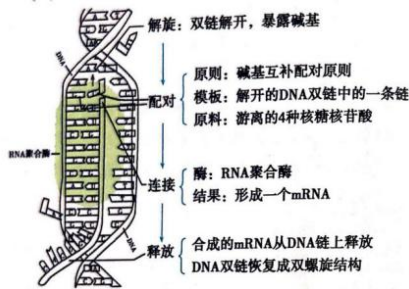 解旋：双链解开，暴露碱基
DNA
原则：碱基互补配对原则
配对
模板：解开的DNA双链中的一条链
原料：游离的4种核糖核苷酸
RNA聚合酶
连接
酶：RNA聚合酶
结果：形成一个mRNA
DNA
释放
合成的mRNA从DNA链上释放
DNA双链恢复成双螺旋结构